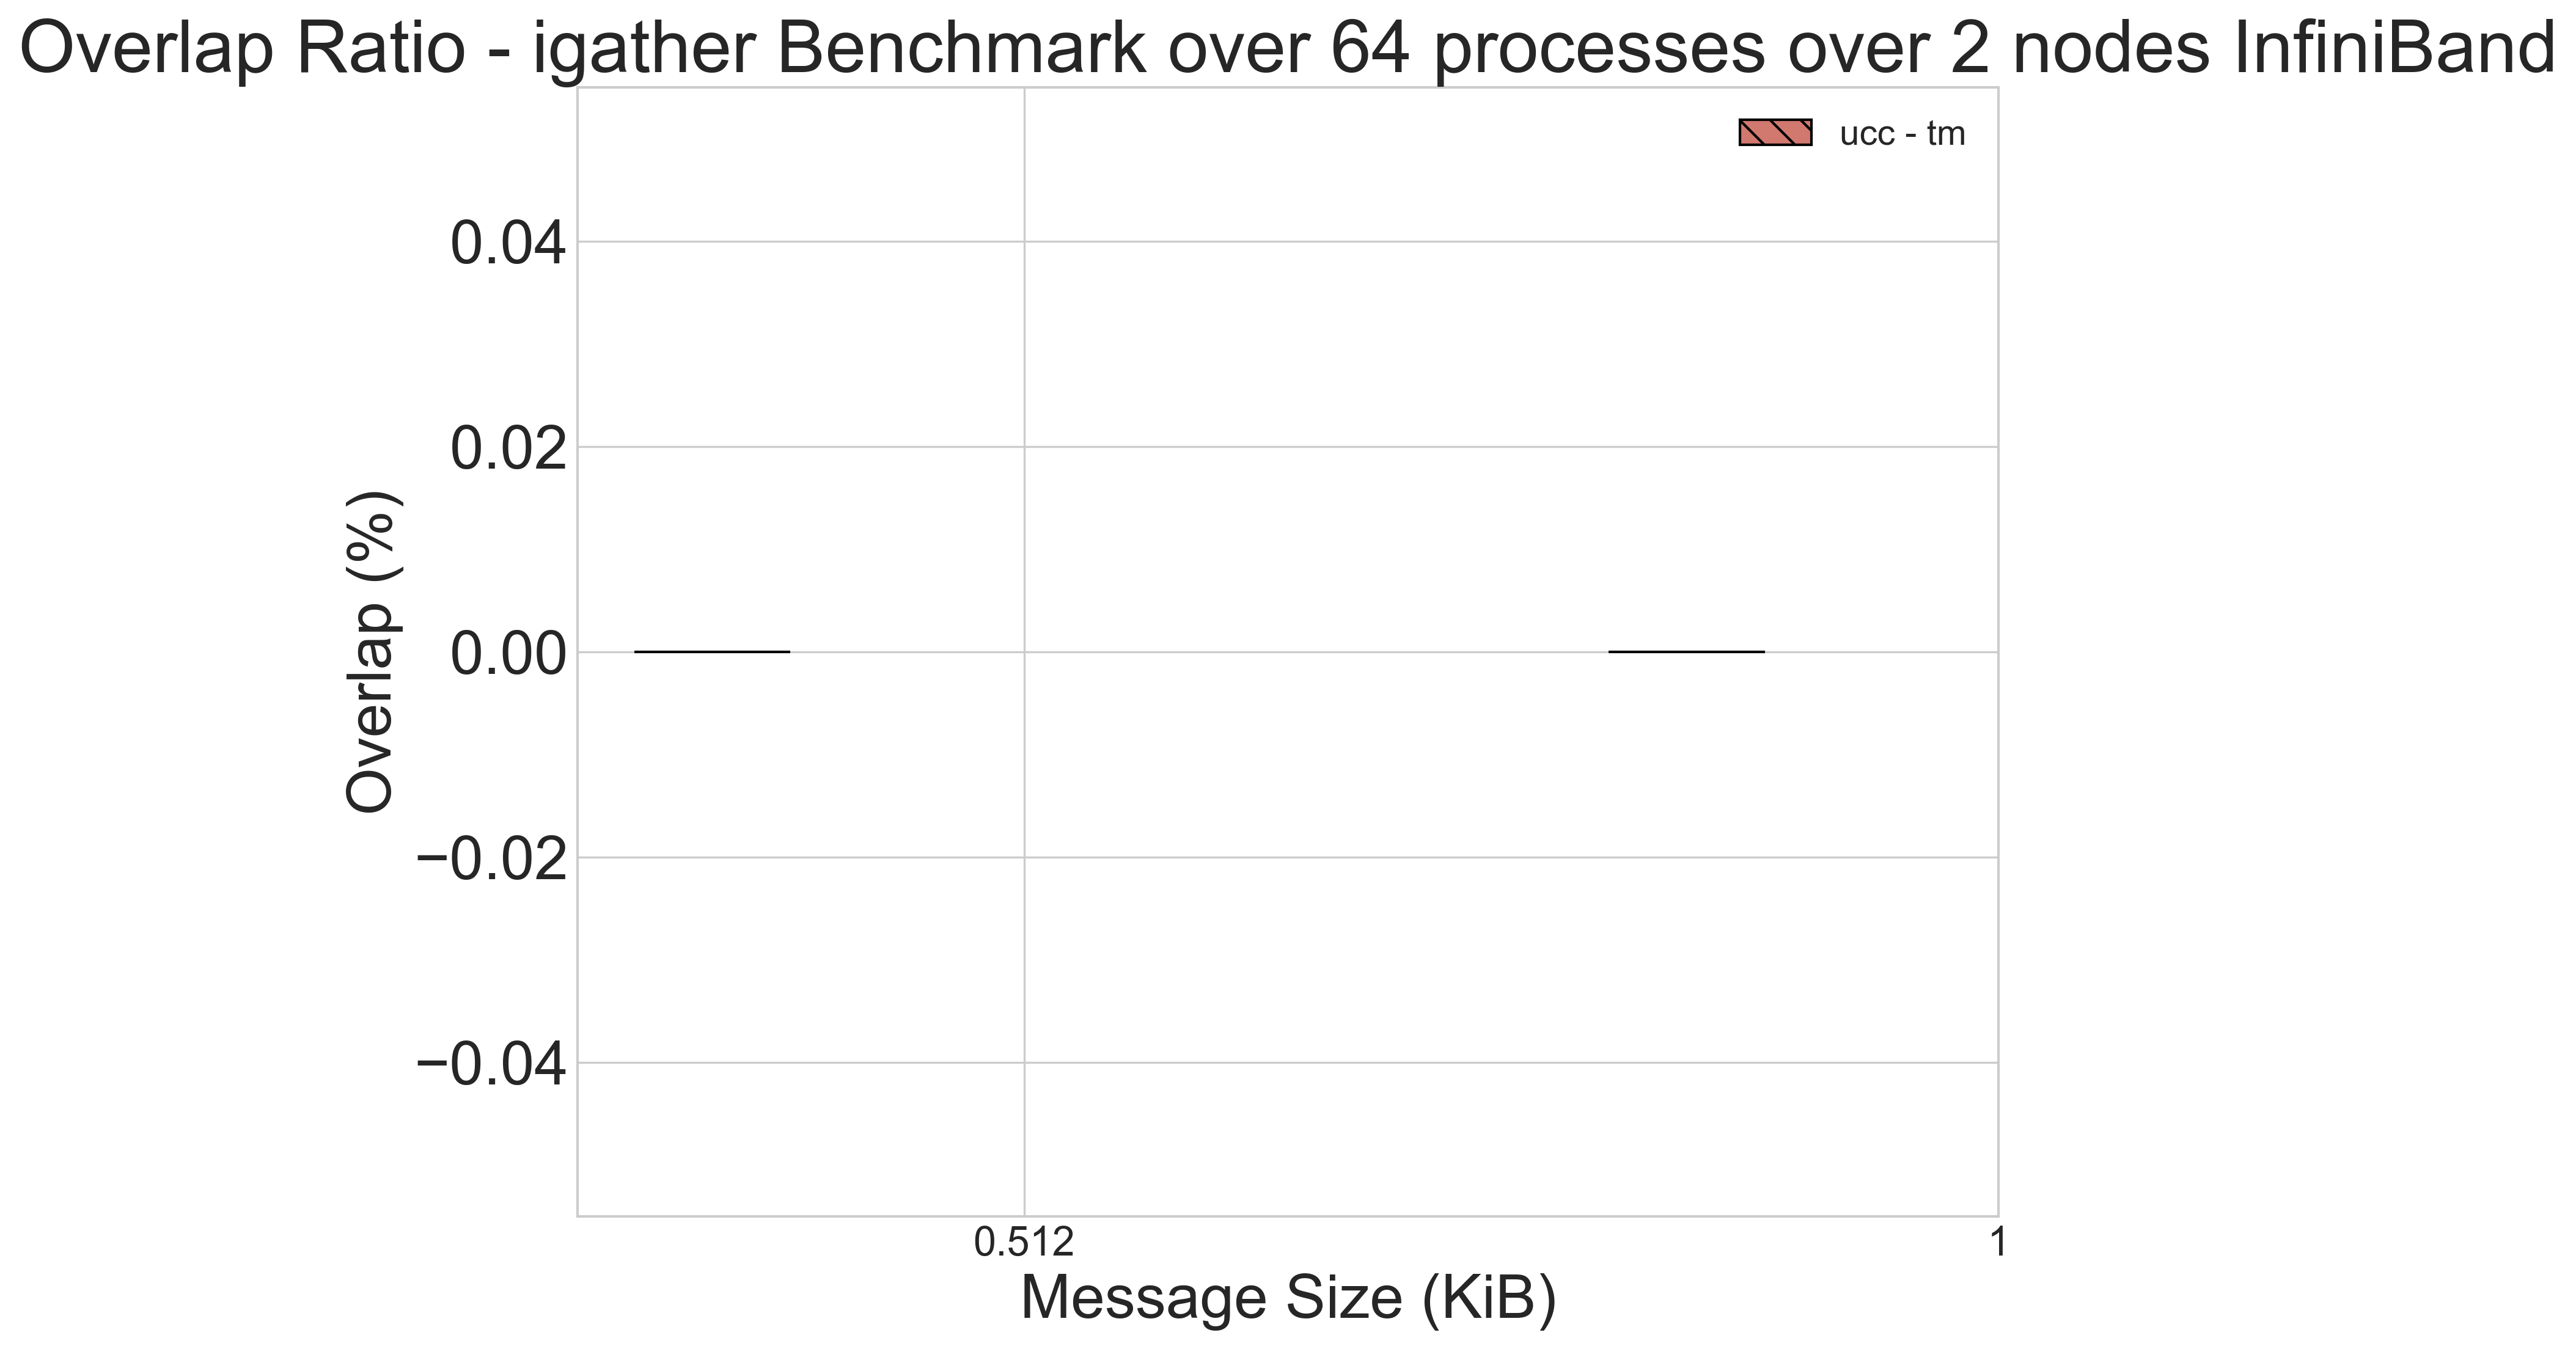 Overlap Ratio - igather Benchmark over 64 processes over 2 nodes InfiniBand
ucc - tm
0.04
0.02
0.00
−0.02
−0.04
Overlap (%)
0.512
1
Message Size (KiB)